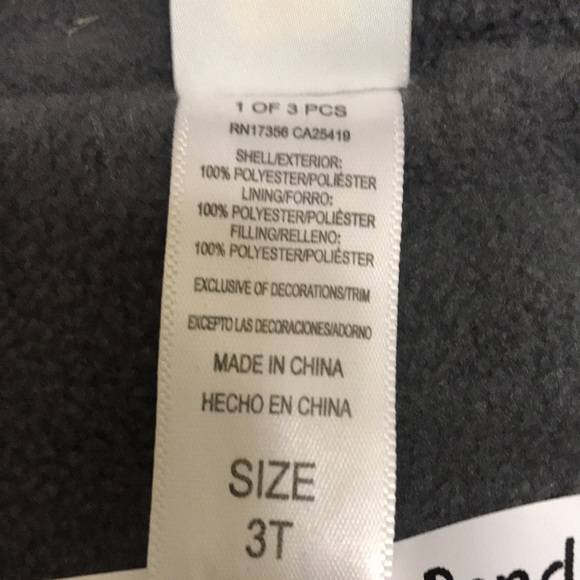 1 OF 3 PCS
RN17356 CA25419
SHELL/EXTERIOR:
100% POLYESTER/POLIÉSTER
LINING/FORRO:
100% POLYESTER/POLIÉSTER
FILLING/RELLENO:
100% POLYESTER/POLIÉSTER
EXCLUSIVE OF DECORATIONS/TRIM
EXCEPTO LAS DECORACIONES/ADORNO
MADE IN CHINA
HECHO EN CHINA
SIZE
3T